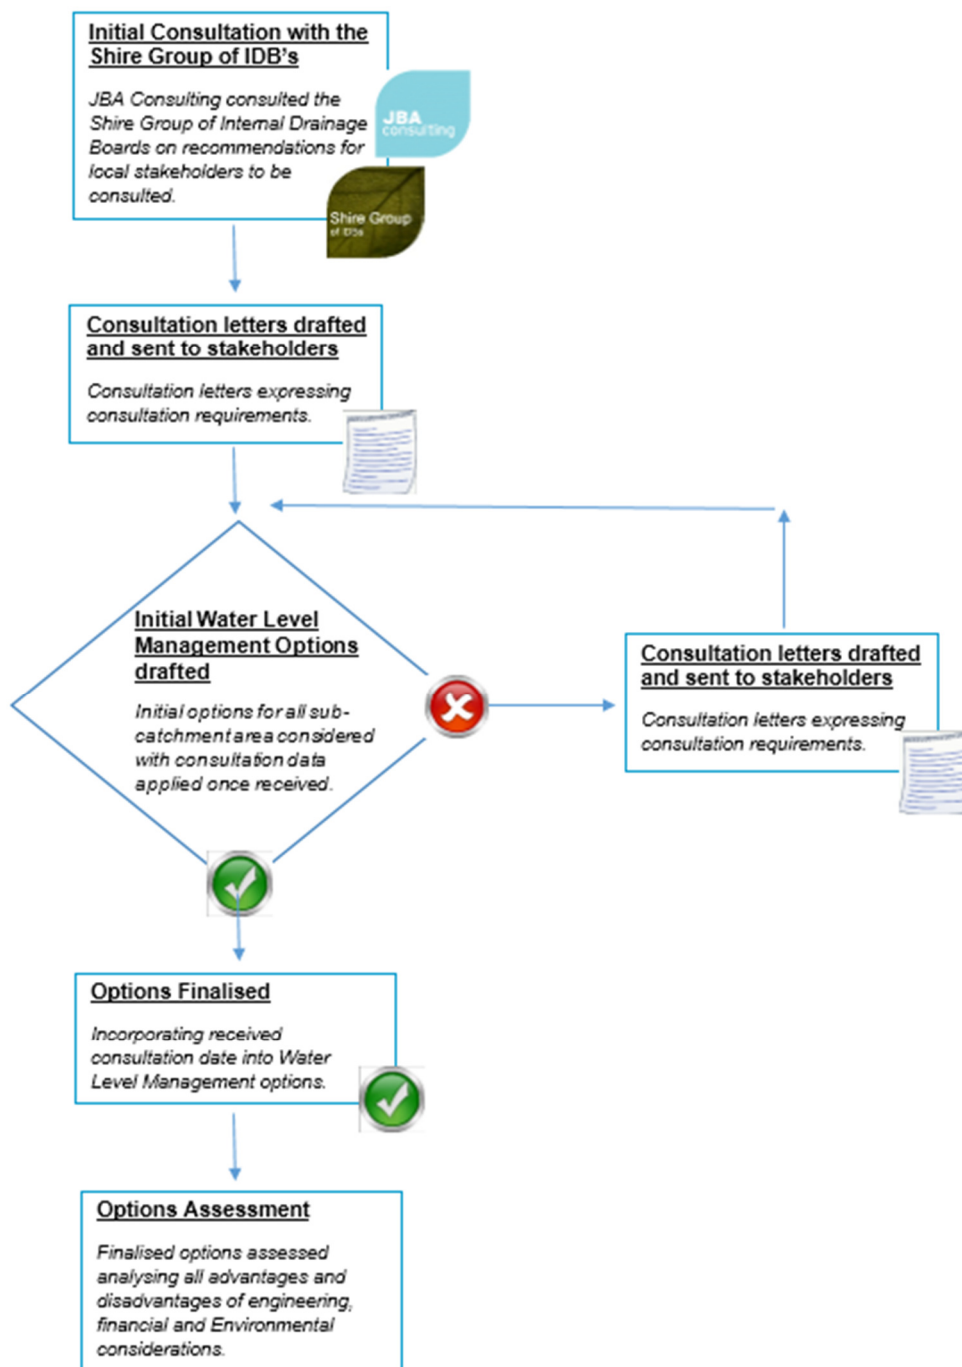 Initial Consultation with the
Shire Group of IDB's
JBA Consulting consulted the
Shire Group of Internal Drainage
Boards on recommendations for
local stakeholders to be
consulted.
JBA
consulting
Shire Group
of IDBs
Consultation letters drafted
and sent to stakeholders
Consultation letters expressing
consultation requirements.
Initial Water Level
Management Options
drafted
Initial options for all sub-
catchment area considered
with consultation data
applied once received.
Consultation letters drafted
and sent to stakeholders
Consultation letters expressing
consultation requirements.
Options Finalised
Incorporating received
consultation date into Water
Level Management options.
Options Assessment
Finalised options assessed
analysing all advantages and
disadvantages of engineering,
financial and Environmental
considerations.